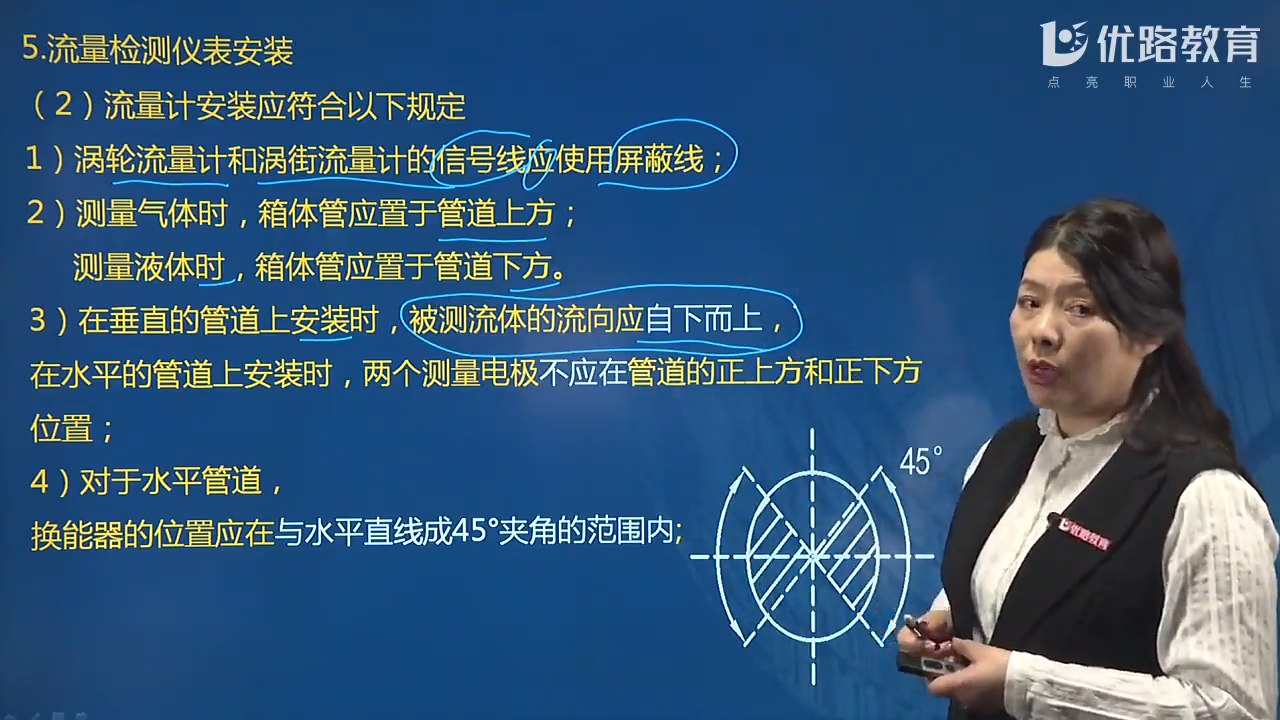 5.流量检测仪表安装
（2）流量计安装应符合以下规定
1）涡轮流量计和涡街流量计的信号线应使用屏蔽线；
2）测量气体时，箱体管应置于管道上方；
测量液体时，箱体管应置于管道下方。
3）在垂直的管道上安装时，被测流体的流向应自下而上，
在水平的管道上安装时，两个测量电极不应在管道的正上方和正下方
位置；
4）对于水平管道，
换能器的位置应在与水平直线成45°夹角的范围内;
45°
优路教育
点亮职业人生
优路教育